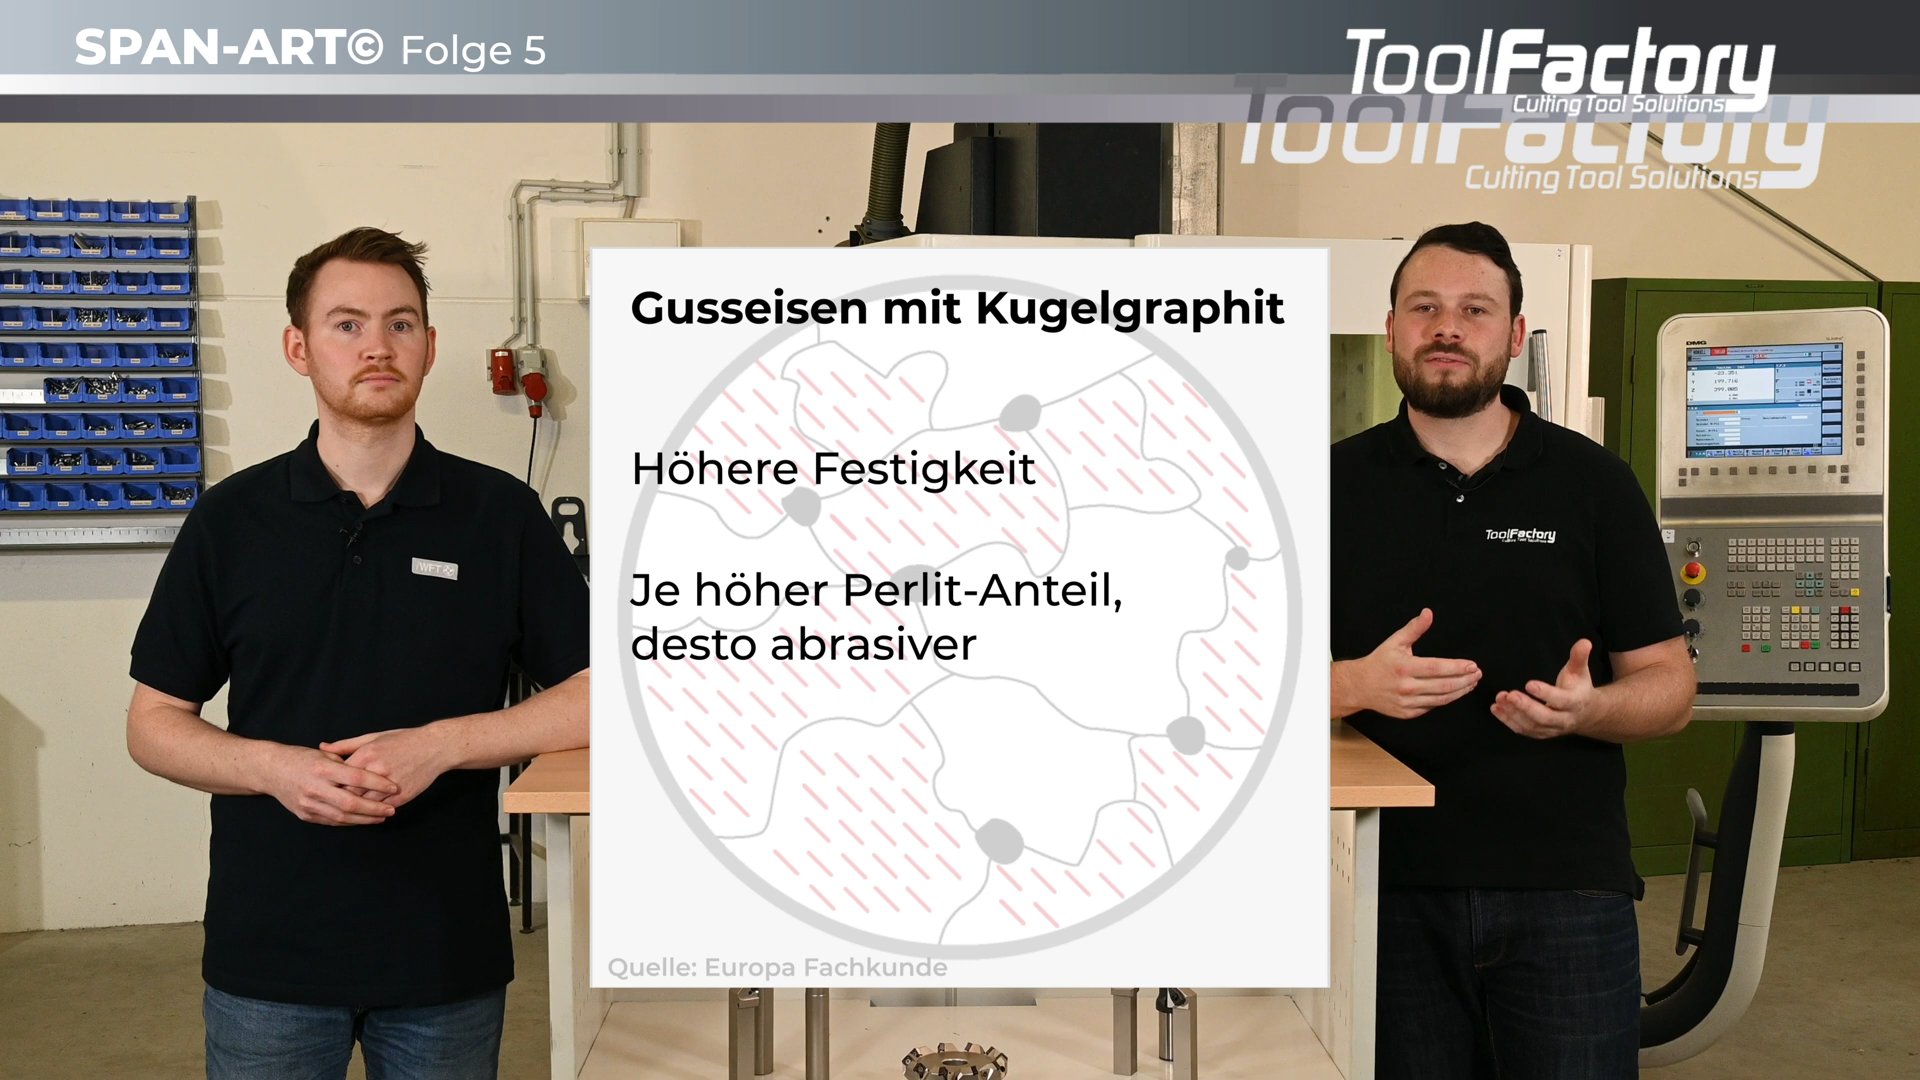 SPAN-ART© Folge 5
ToolFactory
Cutting Tool Solutions
ToolFactory
Cutting Tool Solutions
Gusseisen mit Kugelgraphit
Höhere Festigkeit
Je höher Perlit-Anteil,
desto abrasiver
Quelle: Europa Fachkunde
ToolFactory
DMG